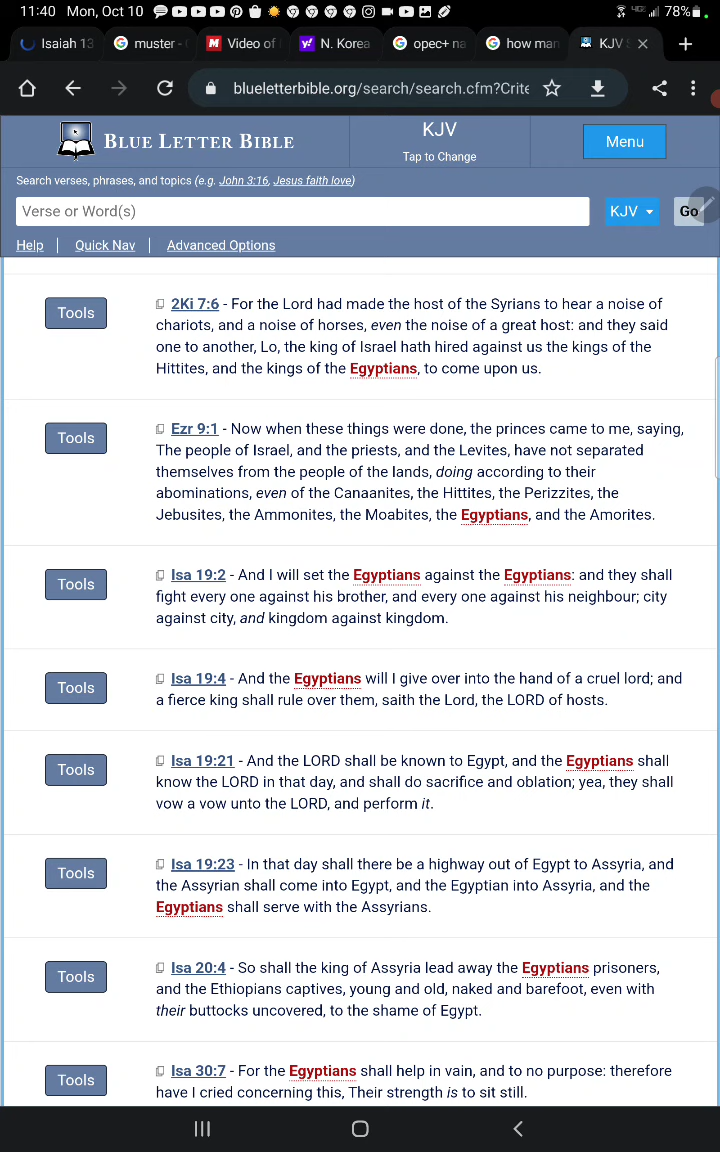 11:40 Mon, Oct 10
78%
Isaiah 13
muster -
Video of
N. Korea
opec+ na
how man
KJV
blueletterbible.org/search/search.cfm?Crite
BLUE LETTER BIBLE
KJV
Tap to Change
Menu
Search verses, phrases, and topics (e.g. John 3:16, Jesus faith love)
Verse or Word(s)
KJV
Go
Help | Quick Nav | Advanced Options
Tools
2Ki 7:6 - For the Lord had made the host of the Syrians to hear a noise of
chariots, and a noise of horses, even the noise of a great host: and they said
one to another, Lo, the king of Israel hath hired against us the kings of the
Hittites, and the kings of the Egyptians, to come upon us.
Tools
Ezr 9:1 - Now when these things were done, the princes came to me, saying,
The people of Israel, and the priests, and the Levites, have not separated
themselves from the people of the lands, doing according to their
abominations, even of the Canaanites, the Hittites, the Perizzites, the
Jebusites, the Ammonites, the Moabites, the Egyptians, and the Amorites.
Tools
Isa 19:2 - And I will set the Egyptians against the Egyptians: and they shall
fight every one against his brother, and every one against his neighbour; city
against city, and kingdom against kingdom.
Tools
Isa 19:4 - And the Egyptians will I give over into the hand of a cruel lord; and
a fierce king shall rule over them, saith the Lord, the LORD of hosts.
Tools
Isa 19:21 - And the LORD shall be known to Egypt, and the Egyptians shall
know the LORD in that day, and shall do sacrifice and oblation; yea, they shall
vow a vow unto the LORD, and perform it.
Tools
Isa 19:23 - In that day shall there be a highway out of Egypt to Assyria, and
the Assyrian shall come into Egypt, and the Egyptian into Assyria, and the
Egyptians shall serve with the Assyrians.
Tools
Isa 20:4 - So shall the king of Assyria lead away the Egyptians prisoners,
and the Ethiopians captives, young and old, naked and barefoot, even with
their buttocks uncovered, to the shame of Egypt.
Tools
Isa 30:7 - For the Egyptians shall help in vain, and to no purpose: therefore
have I cried concerning this, Their strength is to sit still.